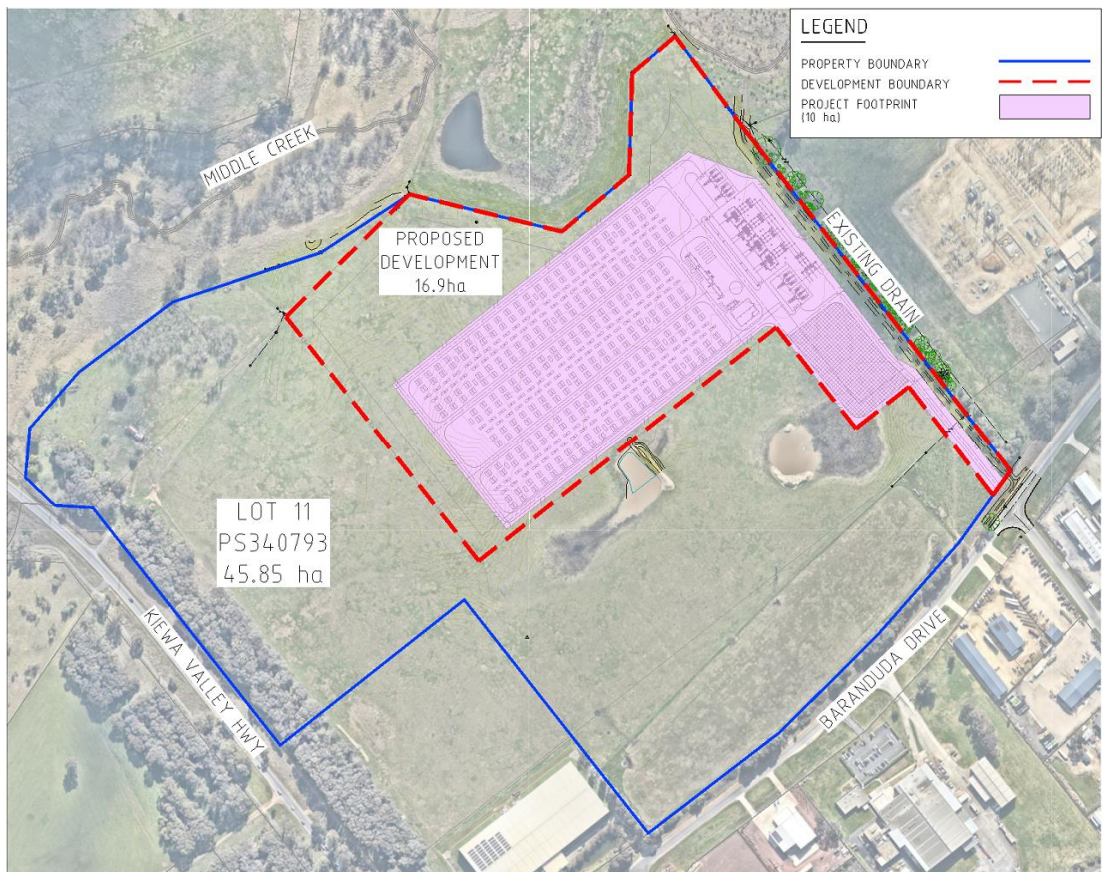 LEGEND
PROPERTY BOUNDARY
DEVELOPMENT BOUNDARY
PROJECT FOOTPRINT
(10 ha)
MIDDLE CREEK
PROPOSED
DEVELOPMENT
16.9ha
EXISTING DRAIN
LOT 11
PS340793
45.85 ha
KIEWA VALLEY HWY
BARANDUDA DRIVE